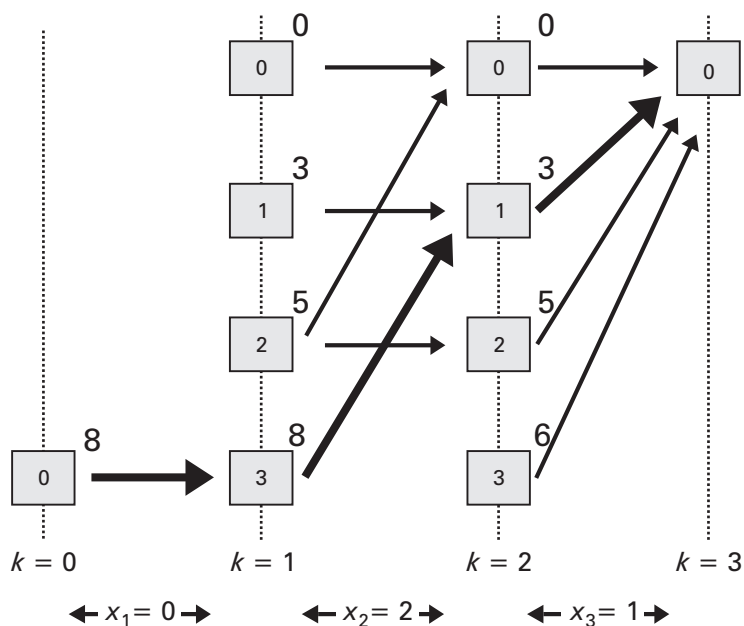 0 0
0 0 0
3 3
1 1
5 5
2 2
8 8 6
0 3 3
k = 0 k = 1 k = 2 k = 3
x₁= 0 x₂= 2 x₃= 1